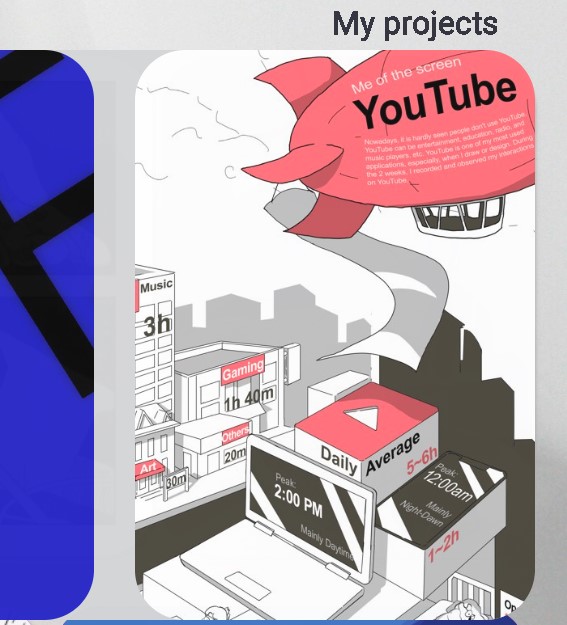 My projects
Me of the screen
YouTube
Nowadays, it is hardly seen people don't use YouTube.
YouTube can be entertainment, education, radio, and
music players, etc. YouTube is one of my most used
applications, especially, when I draw or design. During
the 2 weeks, I recorded and observed my interactions
on YouTube.
Music
3h
Gaming
1h 40m
Others
20m
Art
30m
Daily Average
5~6h
Peak:
2:00 PM
Mainly Daytime
Peak:
12:00am
Mainly
Night-Dawn
1~2h